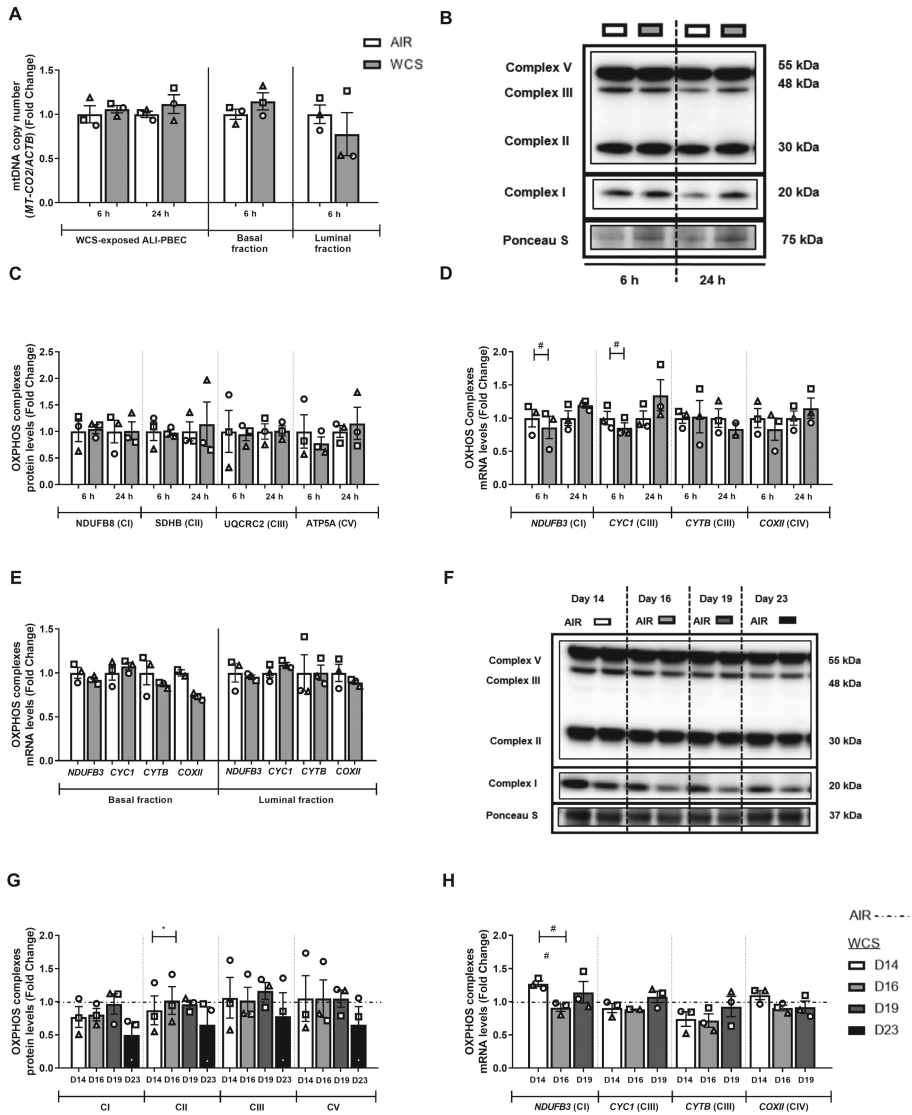 A
AIR
WCS
mtDNA copy number
(MT-CO2/ACTB) (Fold Change)
1.5
1.0
0.5
0.0
6 h
24 h
6 h
6 h
WCS-exposed ALI-PBEC
Basal
fraction
Luminal
fraction
B
Complex V
Complex III
Complex II
Complex I
Ponceau S
55 kDa
48 kDa
30 kDa
20 kDa
75 kDa
6 h
24 h
C
OXPHOS complexes
protein levels (Fold Change)
2.5
2.0
1.5
1.0
0.5
0.0
6 h
24 h
6 h
24 h
6 h
24 h
6 h
24 h
NDUFB8 (CI)
SDHB (CII)
UQCRC2 (CIII)
ATP5A (CV)
D
OXHOS Complexes
mRNA levels (Fold Change)
2.0
1.5
1.0
0.5
0.0
#
#
6 h
24 h
6 h
24 h
6 h
24 h
6 h
24 h
NDUFB3 (CI)
CYC1 (CIII)
CYTB (CIII)
COXII (CIV)
E
OXPHOS complexes
mRNA levels (Fold Change)
1.5
1.0
0.5
0.0
NDUFB3
CYC1
CYTB
COXII
NDUFB3
CYC1
CYTB
COXII
Basal fraction
Luminal fraction
F
Day 14
Day 16
Day 19
Day 23
AIR
AIR
AIR
AIR
Complex V
Complex III
Complex II
Complex I
Ponceau S
55 kDa
48 kDa
30 kDa
20 kDa
37 kDa
G
OXPHOS complexes
protein levels (Fold Change)
2.0
1.5
1.0
0.5
0.0
*
D14 D16 D19 D23
D14 D16 D19 D23
D14 D16 D19 D23
D14 D16 D19 D23
CI
CII
CIII
CV
H
OXPHOS complexes
mRNA levels (Fold Change)
2.0
1.5
1.0
0.5
0.0
#
#
D14 D16 D19
D14 D16 D19
D14 D16 D19
D14 D16 D19
NDUFB3 (CI)
CYC1 (CIII)
CYTB (CIII)
COXII (CIV)
AIR
WCS
D14
D16
D19
D23